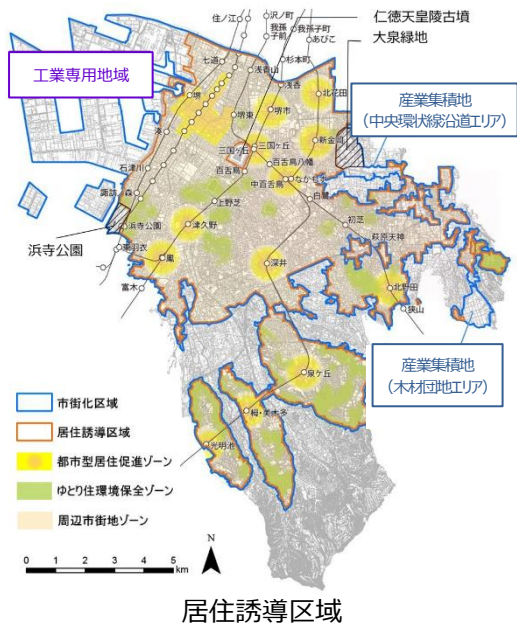 仁徳天皇陵古墳
大泉緑地
工業専用地域
産業集積地
（中央環状線沿道エリア）
住ノ江
沢ノ町
我孫
子前
我孫子町
あびこ
杉本町
七道
浅香山
浅香
堺
堺東
堺市
北花田
湊
三国ヶ丘
三国ヶ丘
新金岡
石津川
百舌鳥
百舌鳥八幡
中百舌鳥
なかもず
白鷺
諏訪ノ森
上野芝
初芝
浜寺公園
浜寺公園
津久野
萩原天神
東羽衣
鳳
深井
富木
北野田
狭山
産業集積地
（木材団地エリア）
泉ケ丘
栂・美木多
光明池
市街化区域
居住誘導区域
都市型居住促進ゾーン
ゆとり住環境保全ゾーン
周辺市街地ゾーン
0 1 2 3 4 5
km
N
居住誘導区域